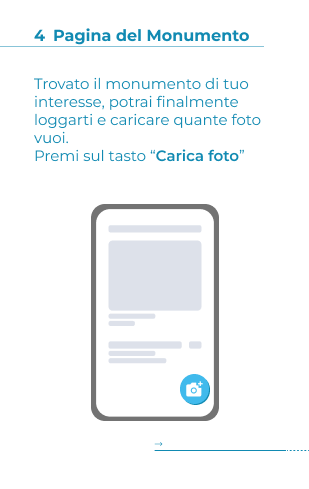 4 Pagina del Monumento
Trovato il monumento di tuo
interesse, potrai finalmente
loggarti e caricare quante foto
vuoi.
Premi sul tasto “Carica foto”